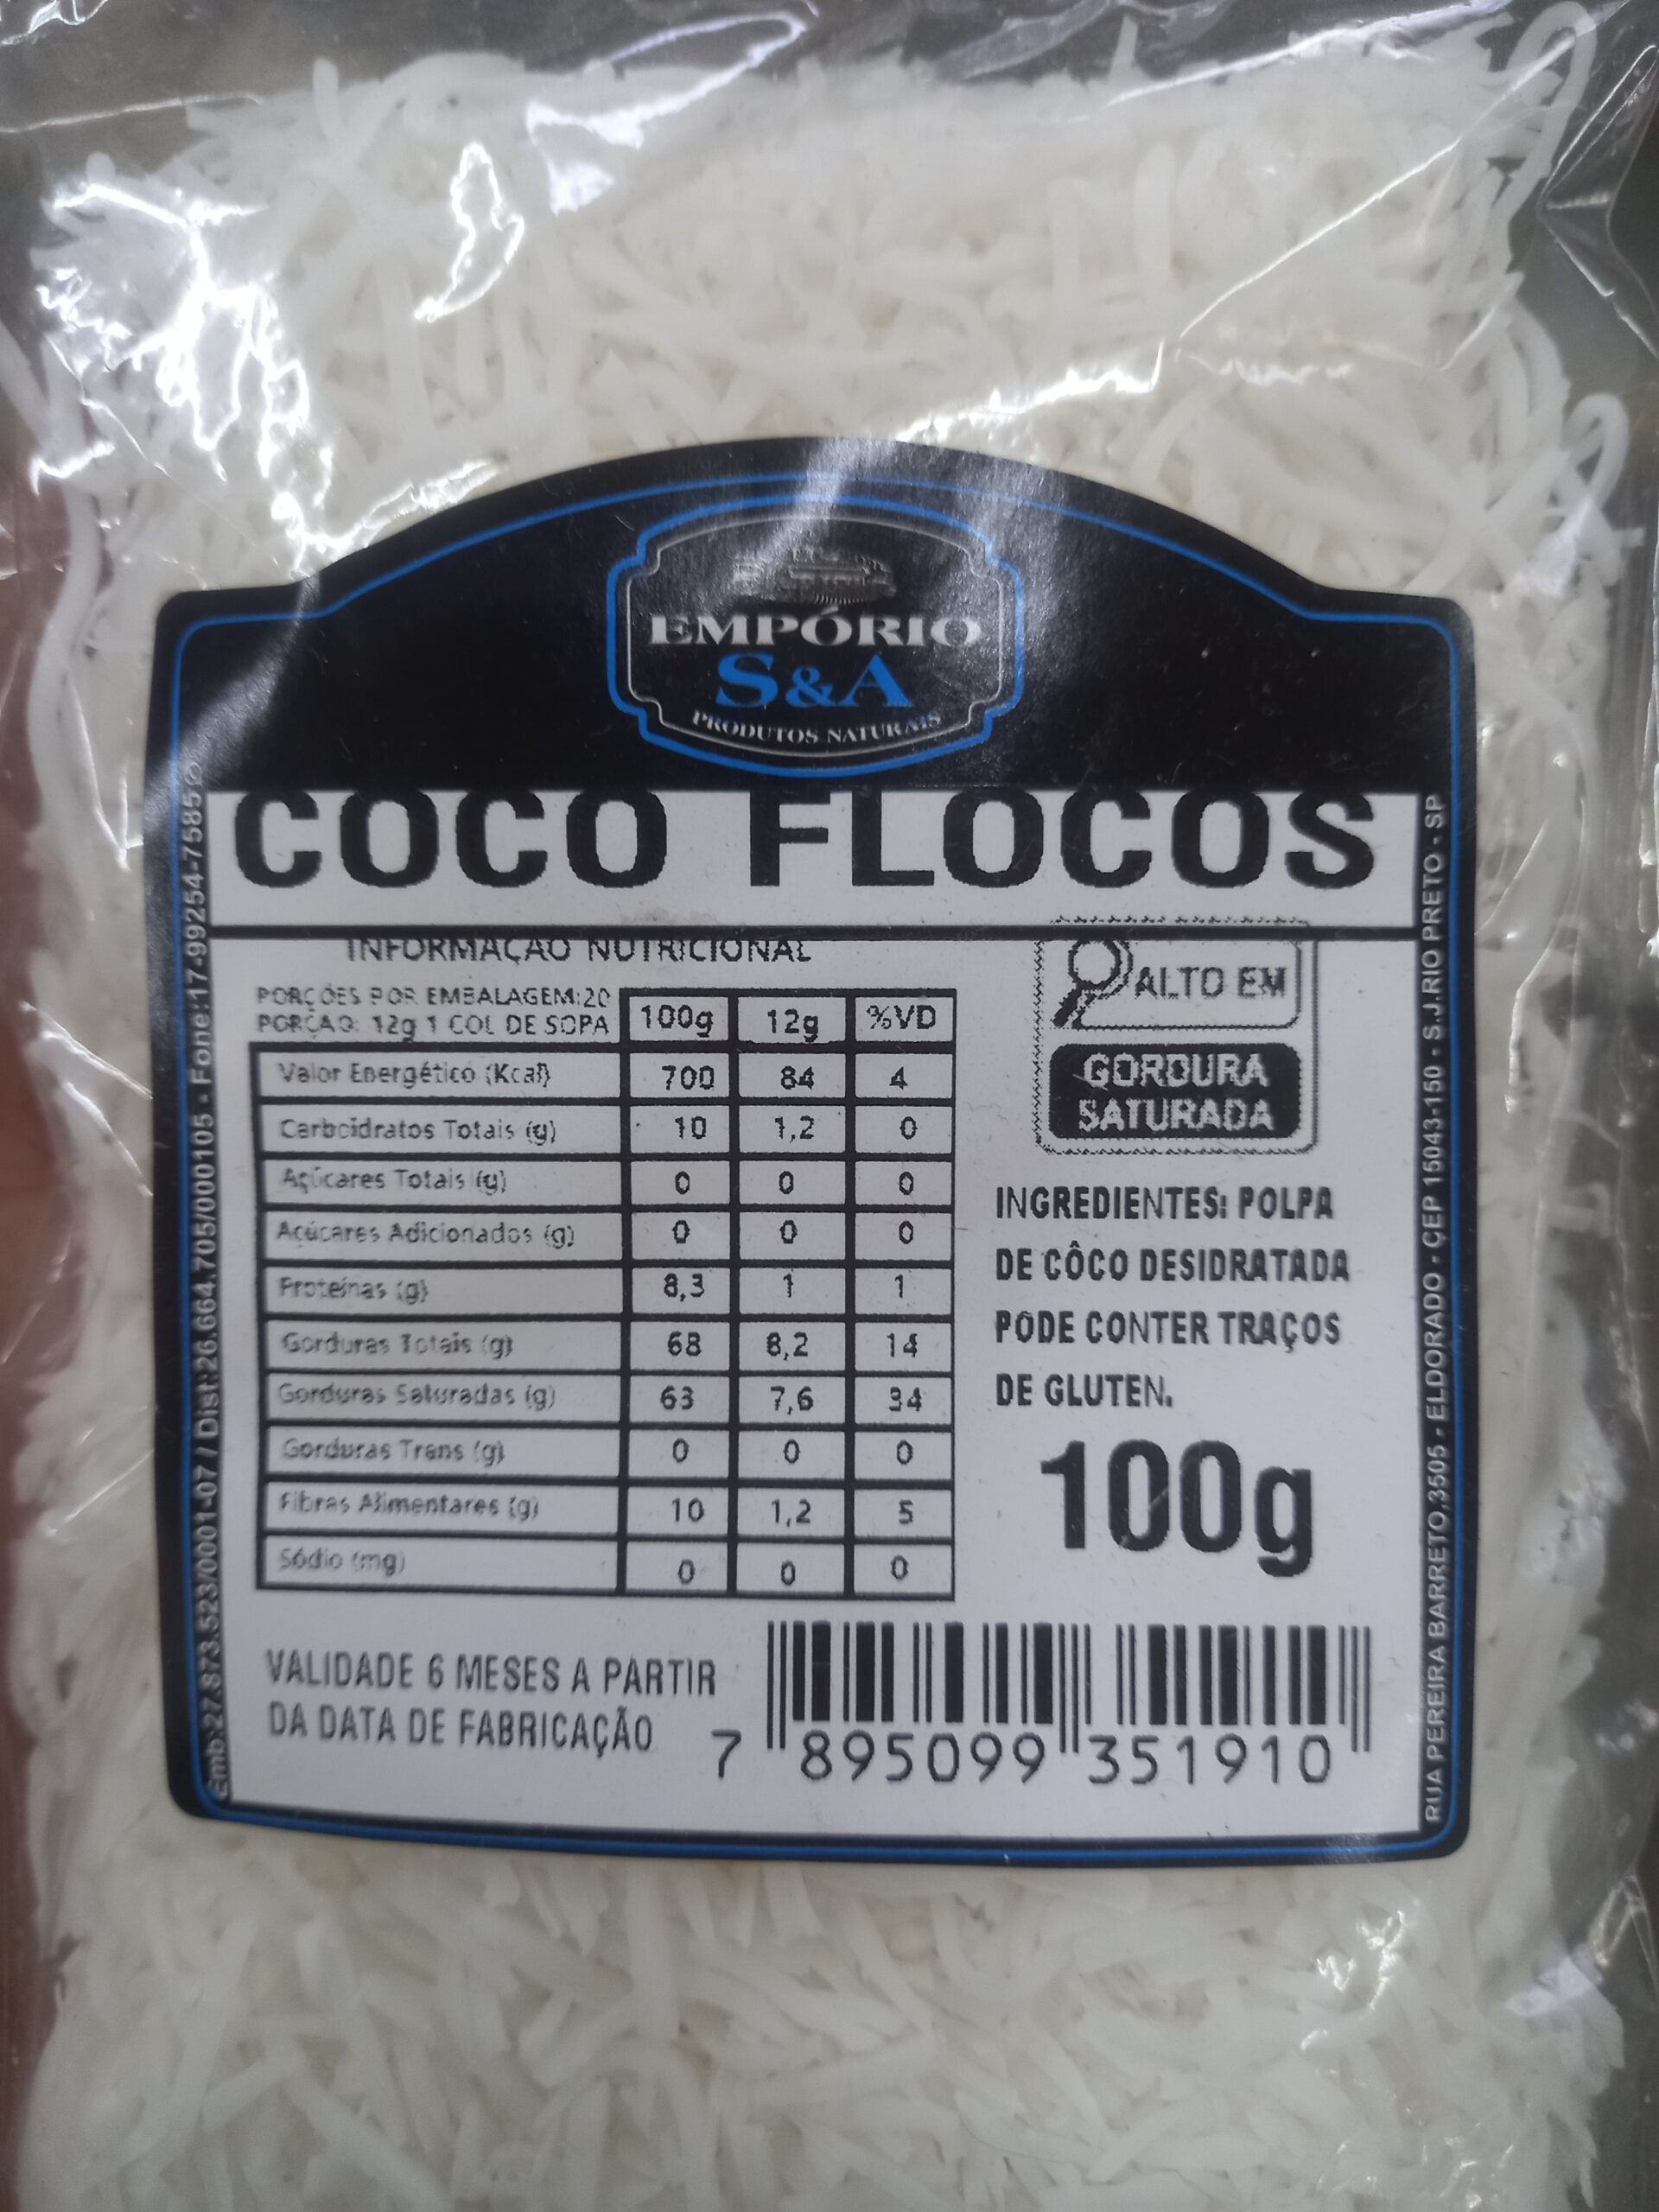 EMPÓRIO
S&A
PRODUTOS NATURAIS
COCO FLOCOS
INFORMAÇÃO NUTRICIONAL
PORÇÕES POR EMBALAGEM:20
PORÇÃO: 12g 1 COL DE SOPA 100g 12g %VD
Valor Energético (Kcal) 700 84 4
Carboidratos Totais (g) 10 1,2 0
Açúcares Totais (g) 0 0 0
Açúcares Adicionados (g) 0 0 0
Proteínas (g) 8,3 1 1
Gorduras Totais (g) 68 8,2 14
Gorduras Saturadas (g) 63 7,6 34
Gorduras Trans (g) 0 0 0
Fibras Alimentares (g) 10 1,2 5
Sódio (mg) 0 0 0
ALTO EM
GORDURA
SATURADA
INGREDIENTES: POLPA
DE CÔCO DESIDRATADA
PODE CONTER TRAÇOS
DE GLUTEN.
100g
VALIDADE 6 MESES A PARTIR
DA DATA DE FABRICAÇÃO
7 895099 351910
Emb:27.873.523/0001-07 / Dist:26.664.705/000105 - Fone:17-99254-7585
RUA PEREIRA BARRETO,3505 - ELDORADO - CEP 15043-150 - S.J.RIO PRETO - SP